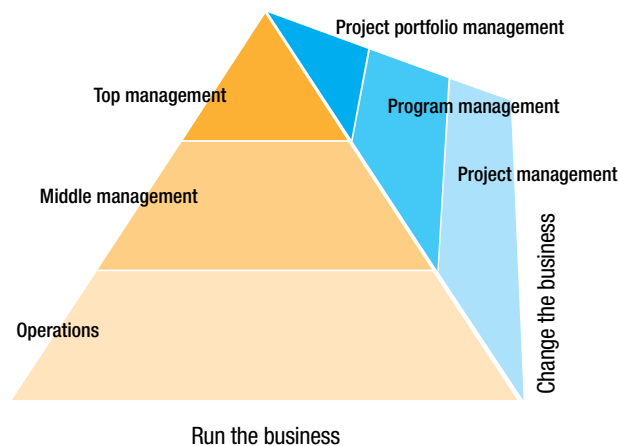 Project portfolio management
Top management
Program management
Project management
Middle management
Change the business
Operations
Run the business